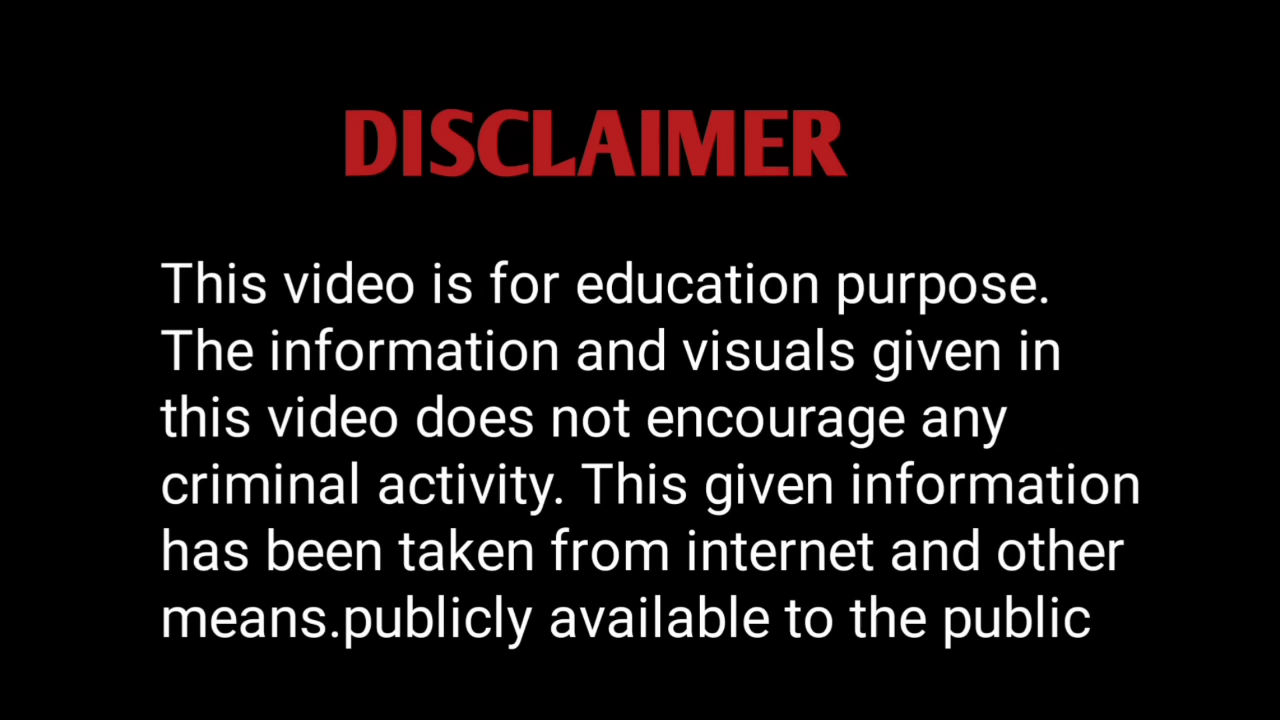 DISCLAIMER
This video is for education purpose.
The information and visuals given in
this video does not encourage any
criminal activity. This given information
has been taken from internet and other
means.publicly available to the public